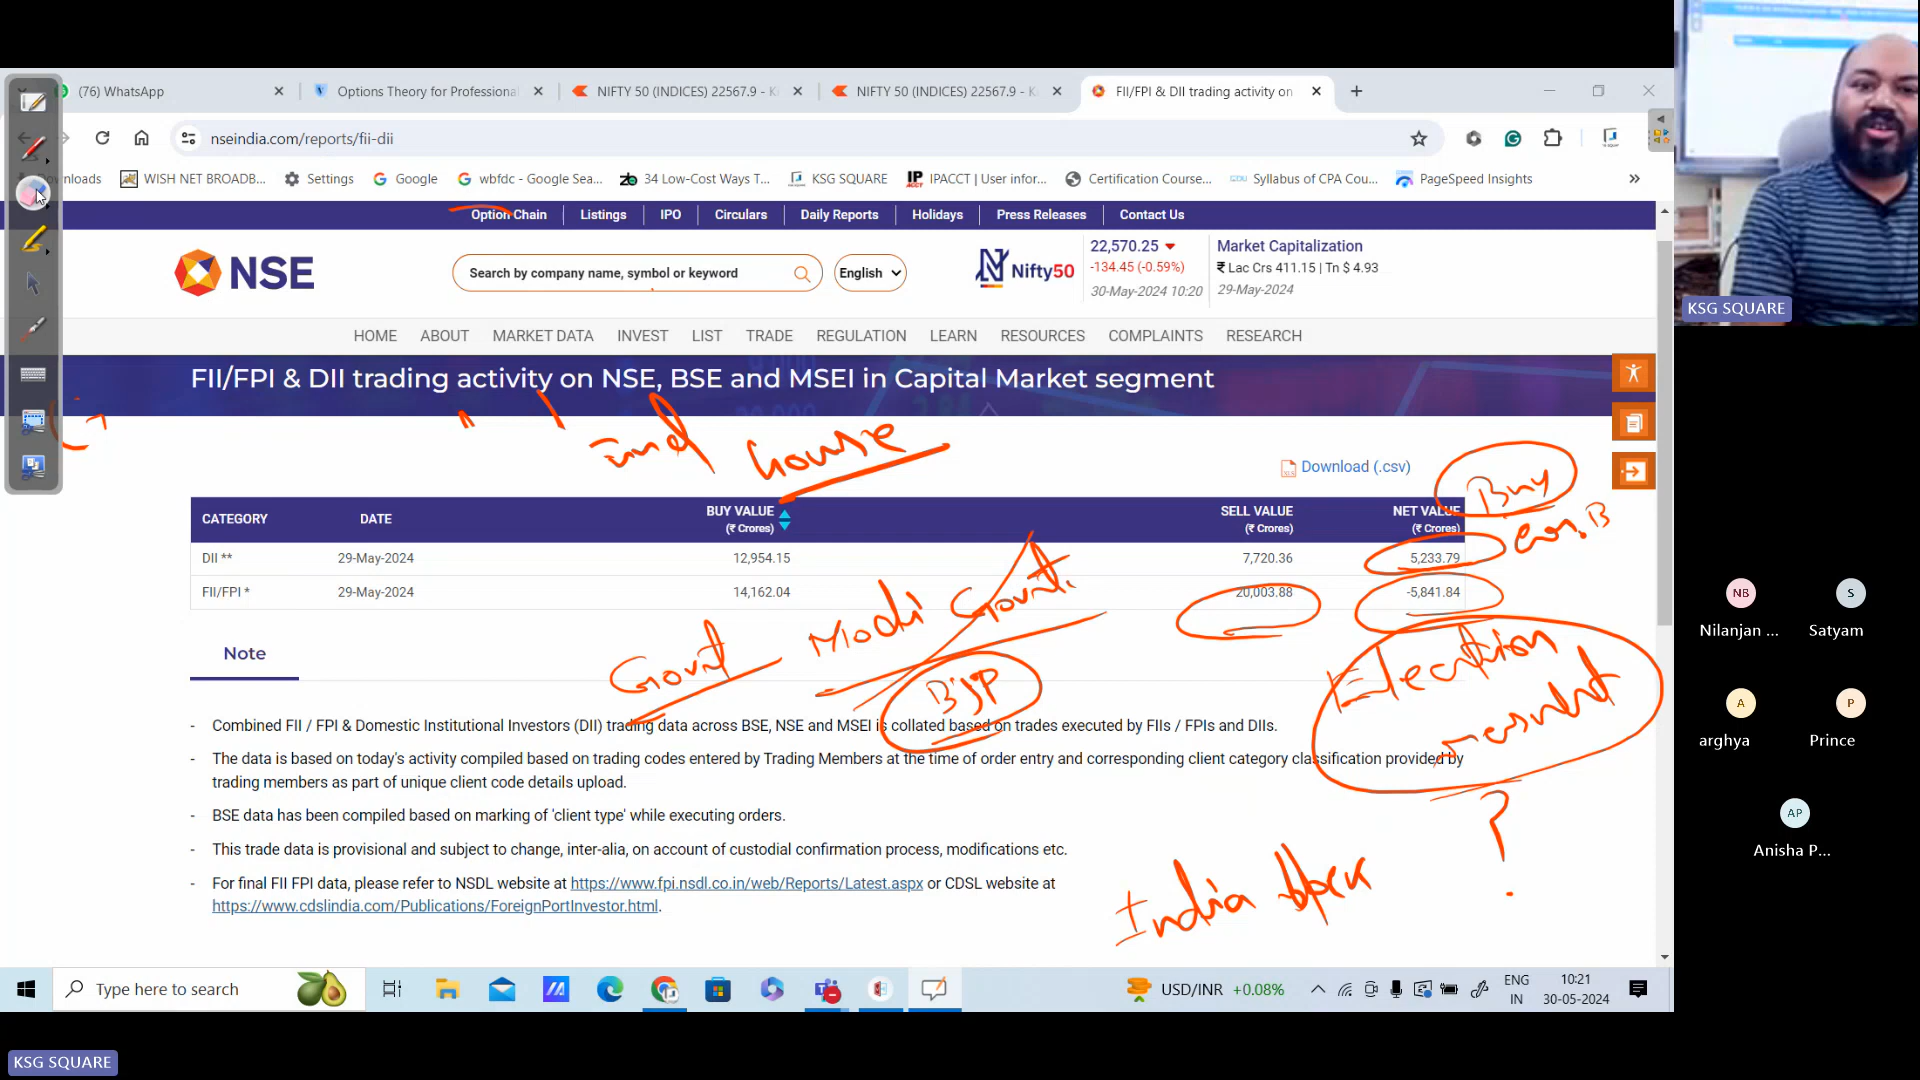 (76) WhatsApp
Options Theory for Professional
NIFTY 50 (INDICES) 22567.9 - K
NIFTY 50 (INDICES) 22567.9 - K
FII/FPI & DII trading activity on
nseindia.com/reports/fii-dii
wnloads
WISH NET BROADB...
Settings
Google
wbfdc - Google Sea...
34 Low-Cost Ways T...
KSG SQUARE
IPACCT | User infor...
Certification Course...
Syllabus of CPA Cou...
PageSpeed Insights
Option Chain
Listings
IPO
Circulars
Daily Reports
Holidays
Press Releases
Contact Us
NSE
Search by company name, symbol or keyword
English
Nifty50
22,570.25
-134.45 (-0.59%)
30-May-2024 10:20
Market Capitalization
₹ Lac Crs 411.15 | Tn $ 4.93
29-May-2024
KSG SQUARE
HOME ABOUT MARKET DATA INVEST LIST TRADE REGULATION LEARN RESOURCES COMPLAINTS RESEARCH
FII/FPI & DII trading activity on NSE, BSE and MSEI in Capital Market segment
Ind house
Download (.csv)
Buy
CATEGORY DATE BUY VALUE (₹ Crores) SELL VALUE (₹ Crores) NET VALUE (₹ Crores)
DII ** 29-May-2024 12,954.15 7,720.36 5,233.79
FII/FPI * 29-May-2024 14,162.04 20,003.88 -5,841.84
Govt Modi Govt.
BJP
Election
Note
- Combined FII / FPI & Domestic Institutional Investors (DII) trading data across BSE, NSE and MSEI is collated based on trades executed by FIIs / FPIs and DIIs.
- The data is based on today's activity compiled based on trading codes entered by Trading Members at the time of order entry and corresponding client category classification provided by
trading members as part of unique client code details upload.
- BSE data has been compiled based on marking of 'client type' while executing orders.
- This trade data is provisional and subject to change, inter-alia, on account of custodial confirmation process, modifications etc.
- For final FII FPI data, please refer to NSDL website at https://www.fpi.nsdl.co.in/web/Reports/Latest.aspx or CDSL website at
https://www.cdslindia.com/Publications/ForeignPortInvestor.html.
?
India
NB
Nilanjan ...
S
Satyam
A
arghya
P
Prince
AP
Anisha P...
Type here to search
USD/INR +0.08%
ENG
IN
10:21
30-05-2024
KSG SQUARE